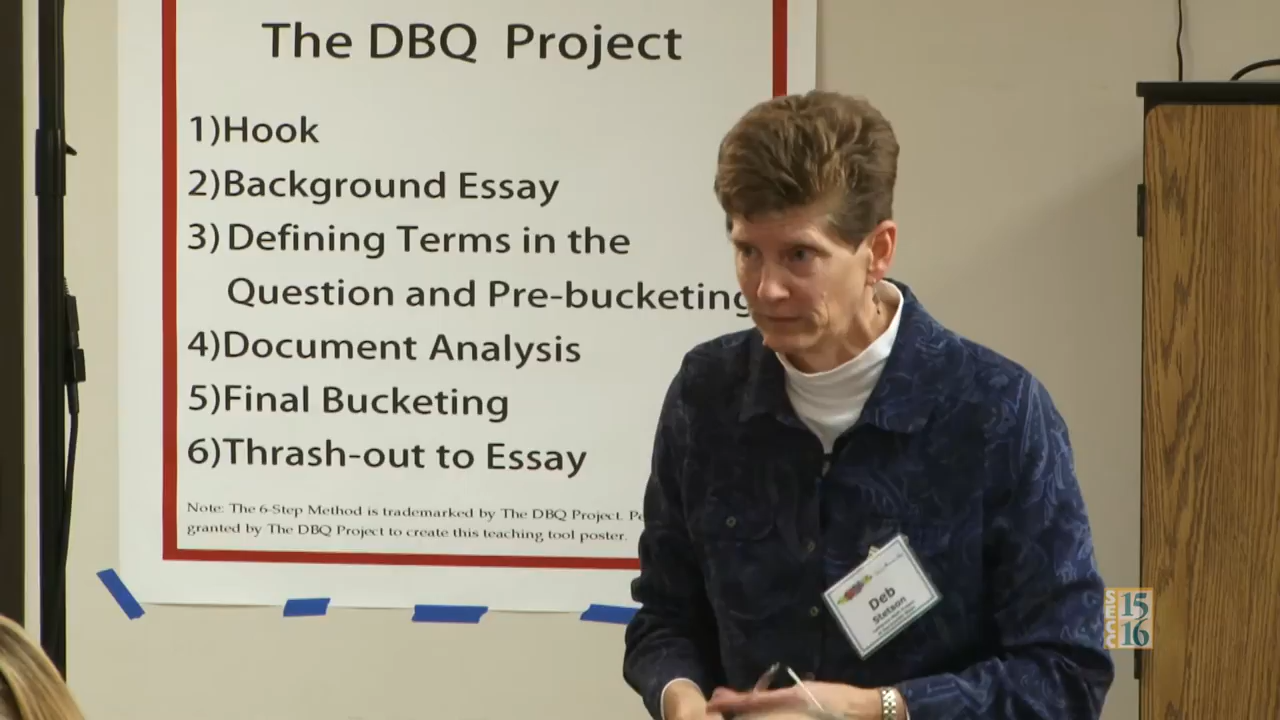 The DBQ Project
1)Hook
2)Background Essay
3) Defining Terms in the
Question and Pre-bucketing
4)Document Analysis
5)Final Bucketing
6)Thrash-out to Essay
Note: The 6-Step Method is trademarked by The DBQ Project.
granted by The DBQ Project to create this teaching tool poster.
Deb
Stetson
SECC
15
16